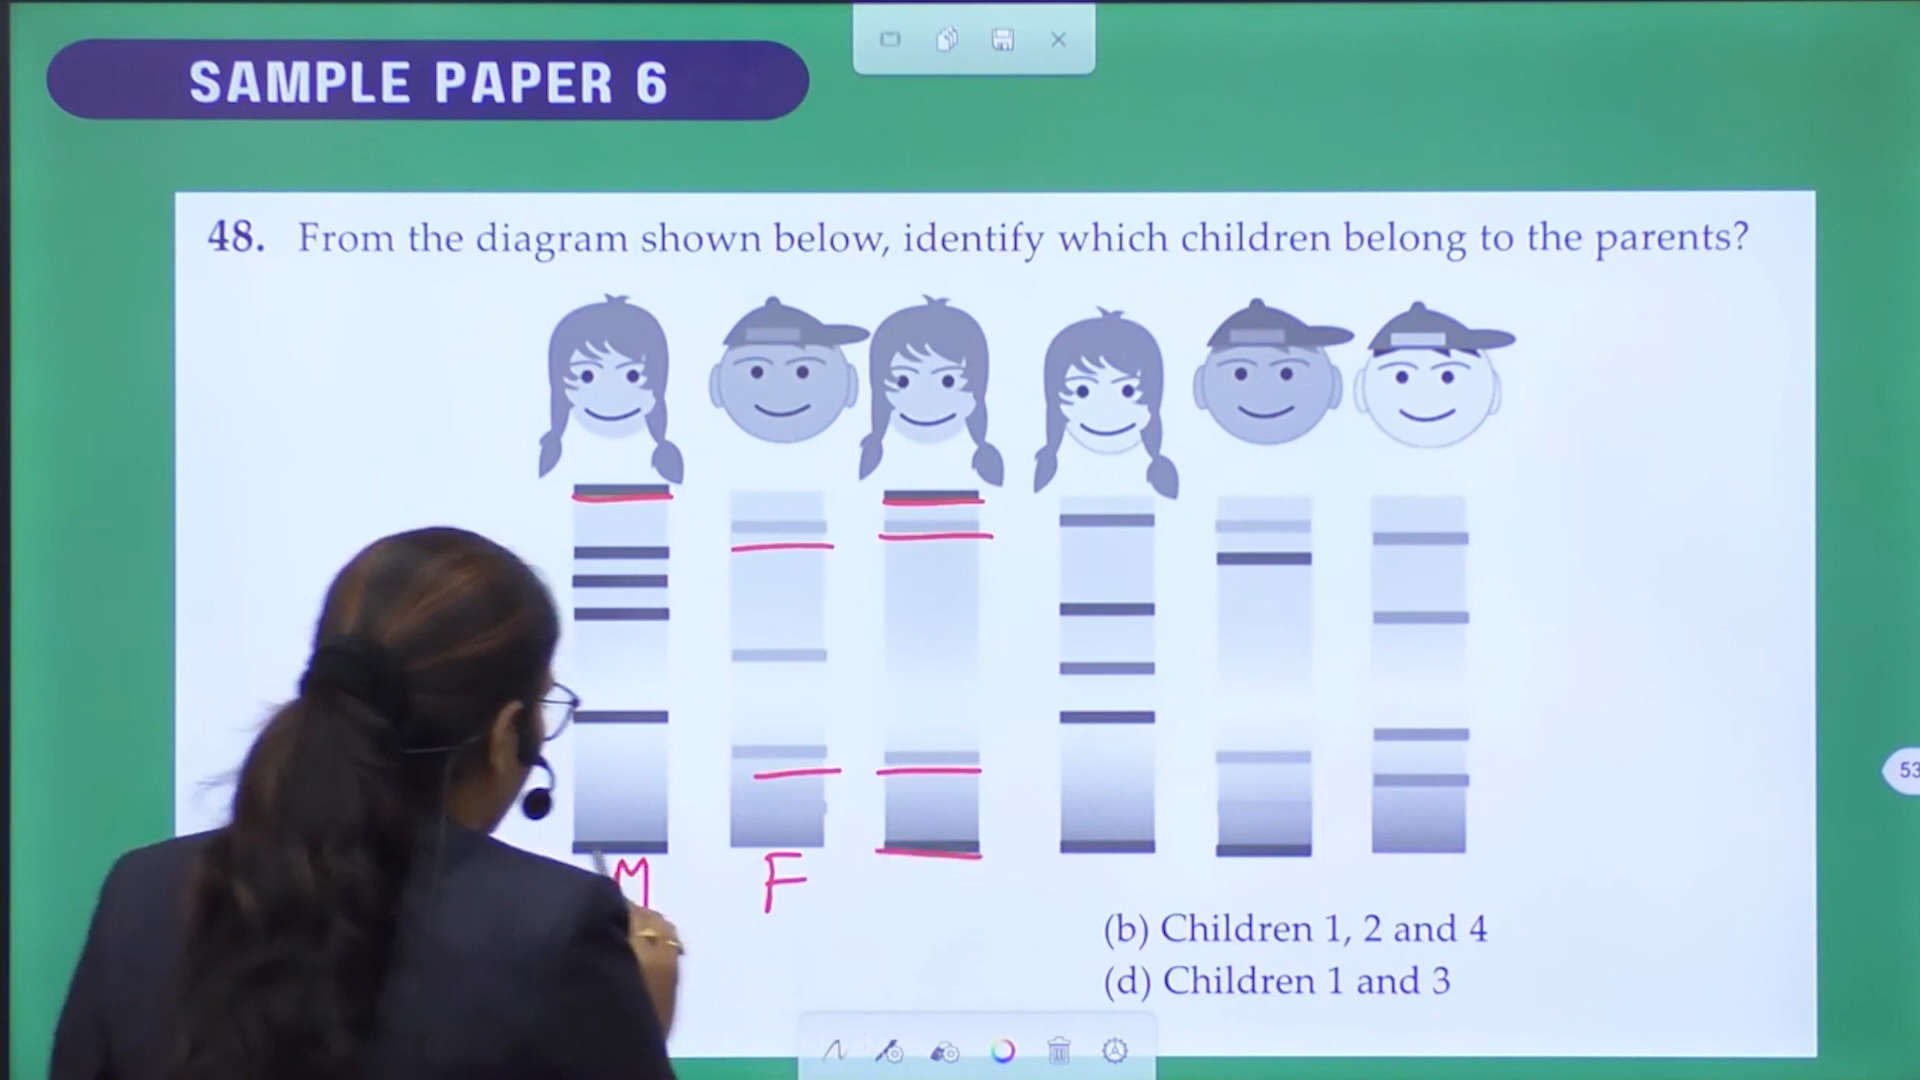 SAMPLE PAPER 6
48. From the diagram shown below, identify which children belong to the parents?
M F
(b) Children 1, 2 and 4
(d) Children 1 and 3
53